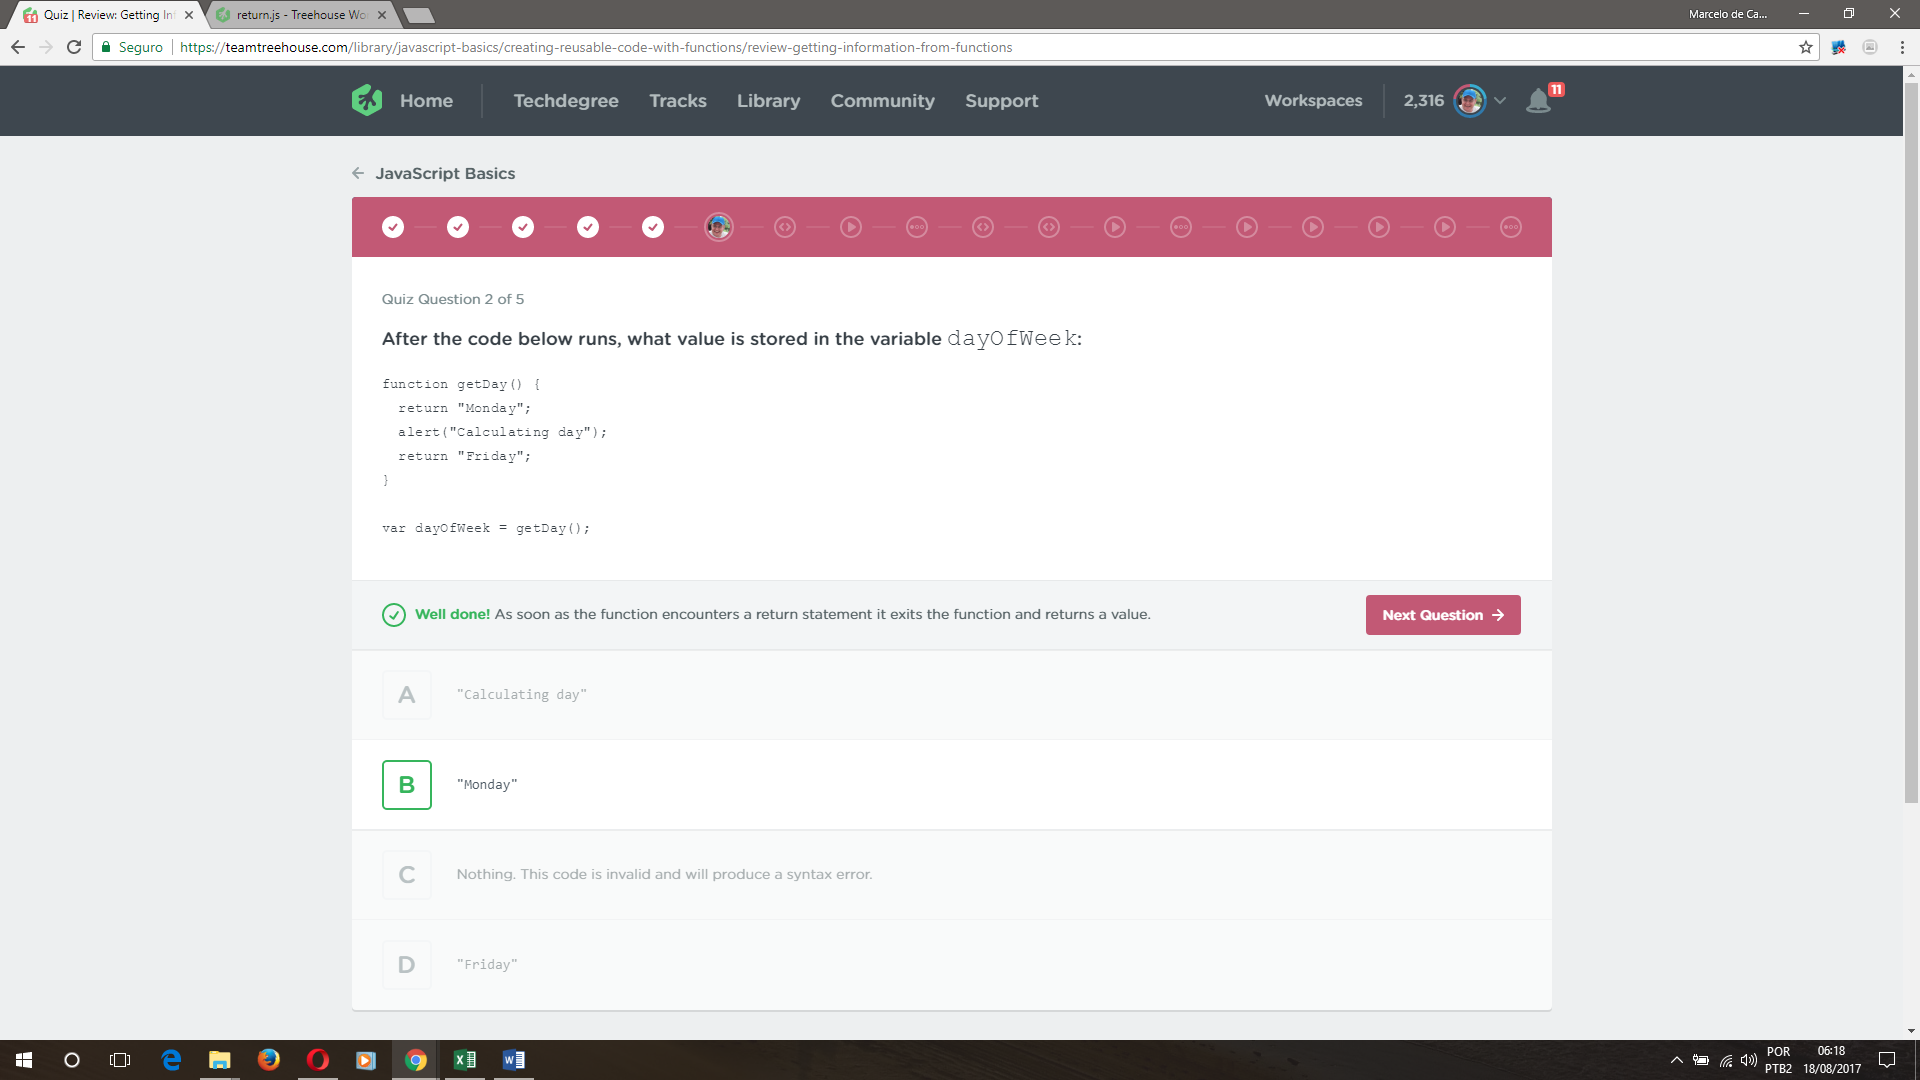 Quiz | Review: Getting In
return.js - Treehouse Wo
Marcelo de Ca...
Seguro
https://teamtreehouse.com/library/javascript-basics/creating-reusable-code-with-functions/review-getting-information-from-functions
Home
Techdegree
Tracks
Library
Community
Support
Workspaces
2,316
11
JavaScript Basics
Quiz Question 2 of 5
After the code below runs, what value is stored in the variable dayOfWeek:
function getDay() {
  return "Monday";
  alert("Calculating day");
  return "Friday";
}
var dayOfWeek = getDay();
Well done! As soon as the function encounters a return statement it exits the function and returns a value.
Next Question
A
"Calculating day"
B
"Monday"
C
Nothing. This code is invalid and will produce a syntax error.
D
"Friday"
POR
PTB2
06:18
18/08/2017